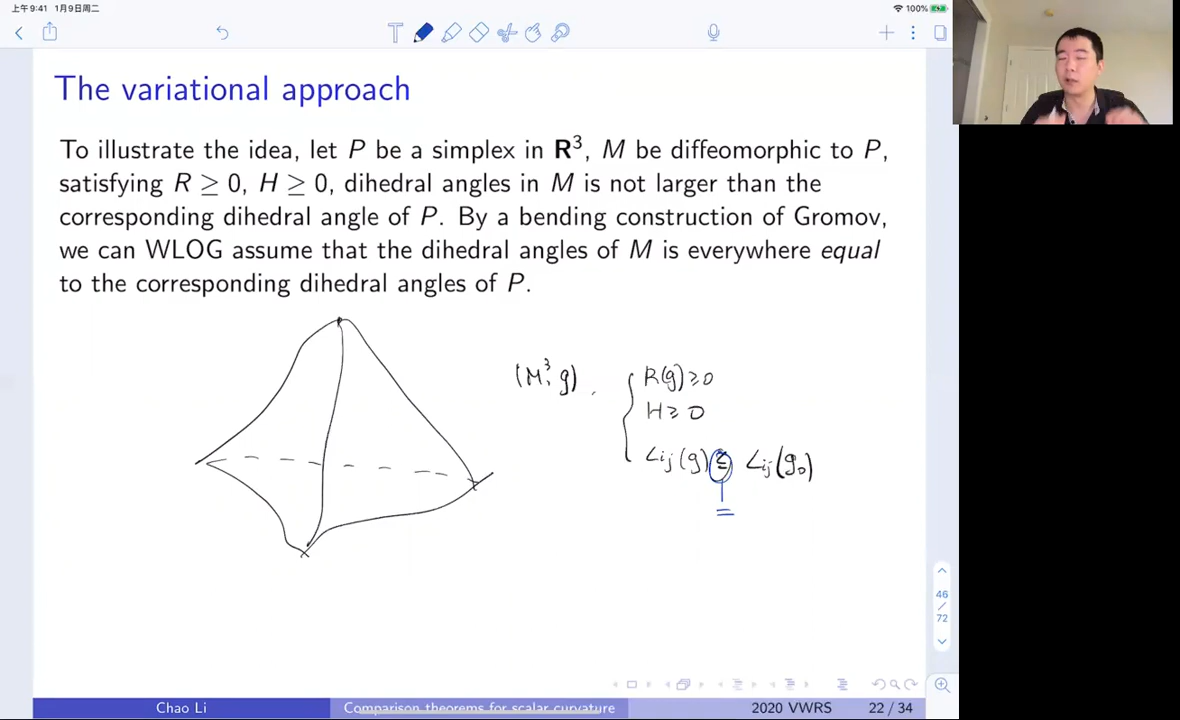 上午9:41 1月9日周二
100%
The variational approach
To illustrate the idea, let P be a simplex in R³, M be diffeomorphic to P,
satisfying R ≥ 0, H ≥ 0, dihedral angles in M is not larger than the
corresponding dihedral angle of P. By a bending construction of Gromov,
we can WLOG assume that the dihedral angles of M is everywhere equal
to the corresponding dihedral angles of P.
(M³, g).
R(g) ≥ 0
H ≥ 0
∠ij(g) ≤ ∠ij(g₀)
=
46
/
72
Chao Li Comparison theorems for scalar curvature 2020 VWRS 22 / 34